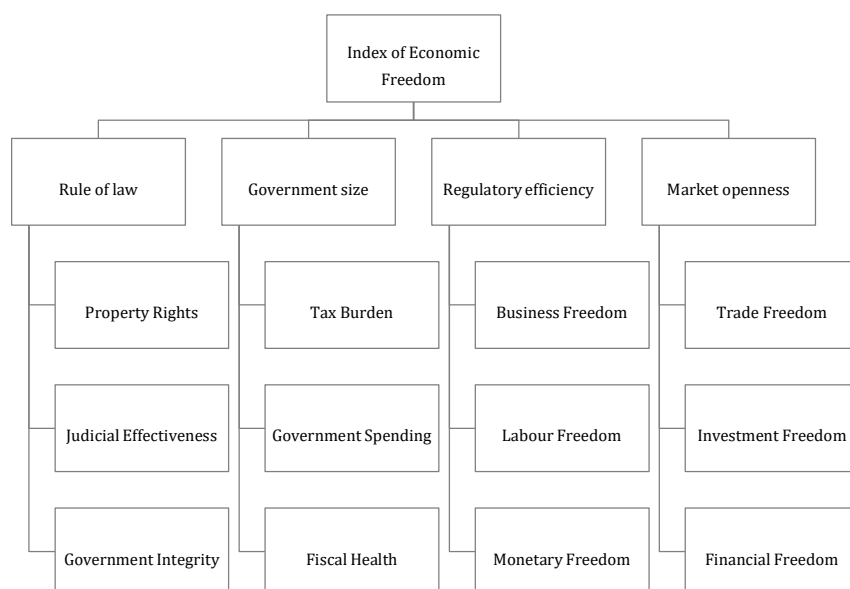 Index of Economic
Freedom
Rule of law
Government size
Regulatory efficiency
Market openness
Property Rights
Tax Burden
Business Freedom
Trade Freedom
Judicial Effectiveness
Government Spending
Labour Freedom
Investment Freedom
Government Integrity
Fiscal Health
Monetary Freedom
Financial Freedom